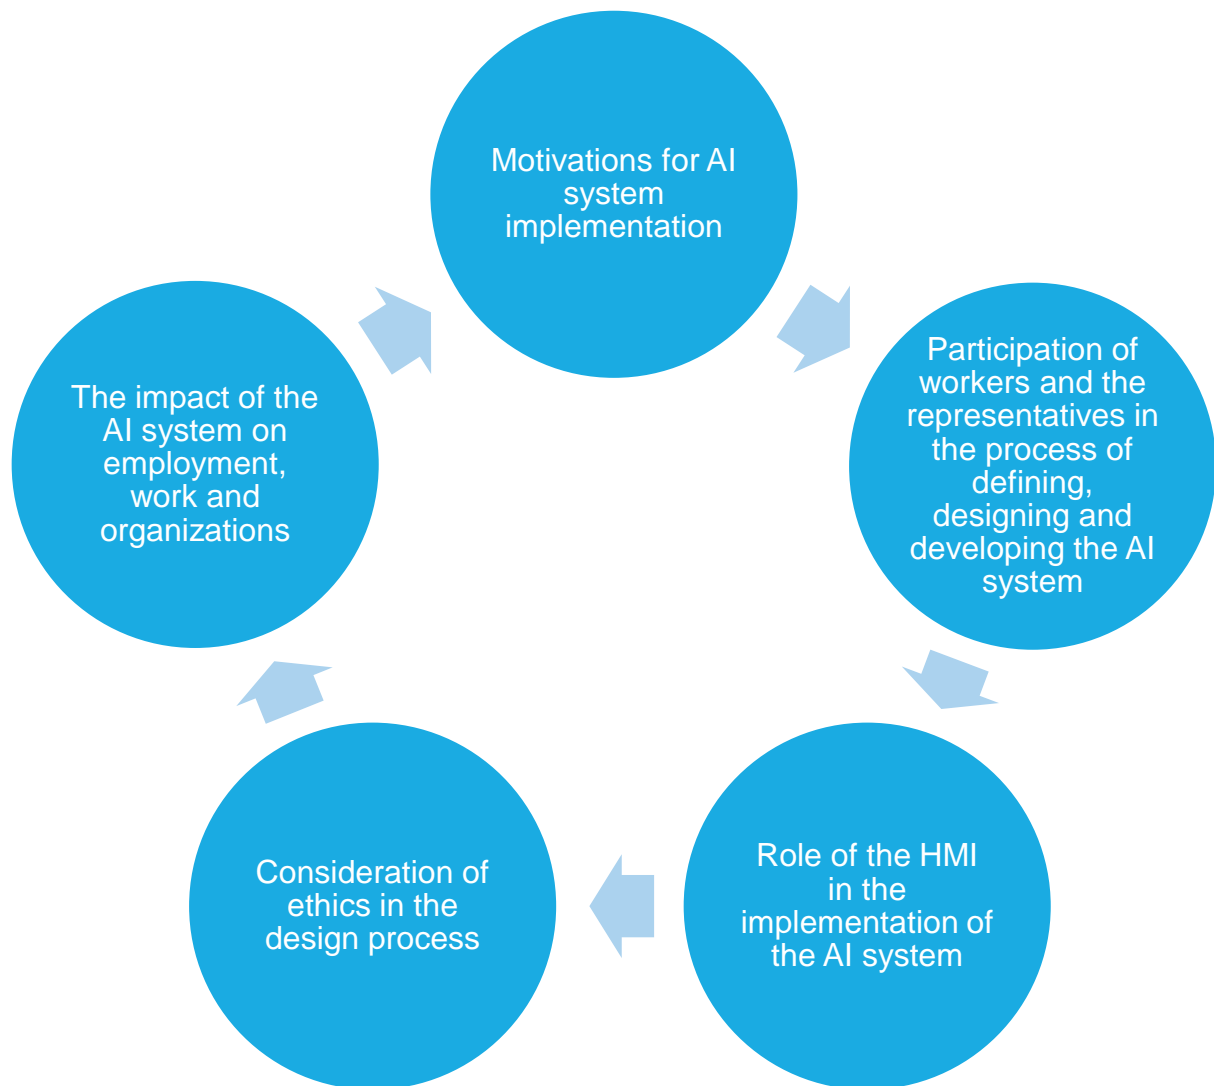 Motivations for AI
system
implementation
Participation of
workers and the
representatives in
the process of
defining,
designing and
developing the AI
system
Role of the HMI
in the
implementation of
the AI system
Consideration of
ethics in the
design process
The impact of the
AI system on
employment,
work and
organizations